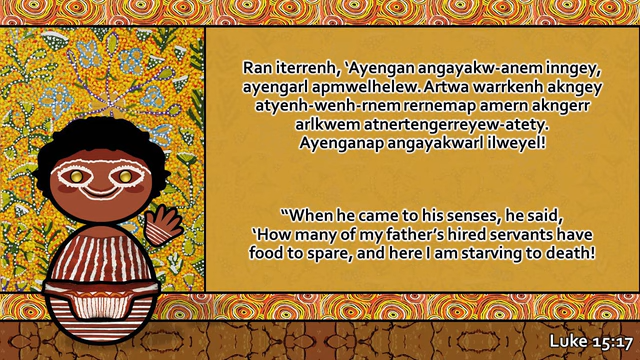 Ran iterrenh, ‘Ayengan angayakw-anem inngey,
ayengarl apmwelhelew. Artwa warrkenh akngey
atyenh-wenh-rnem rernemap amern akngerr
arlkwem atnertengerreyew-atety.
Ayenganap angayakwarl ilweyel!
“When he came to his senses, he said,
‘How many of my father’s hired servants have
food to spare, and here I am starving to death!
Luke 15:17